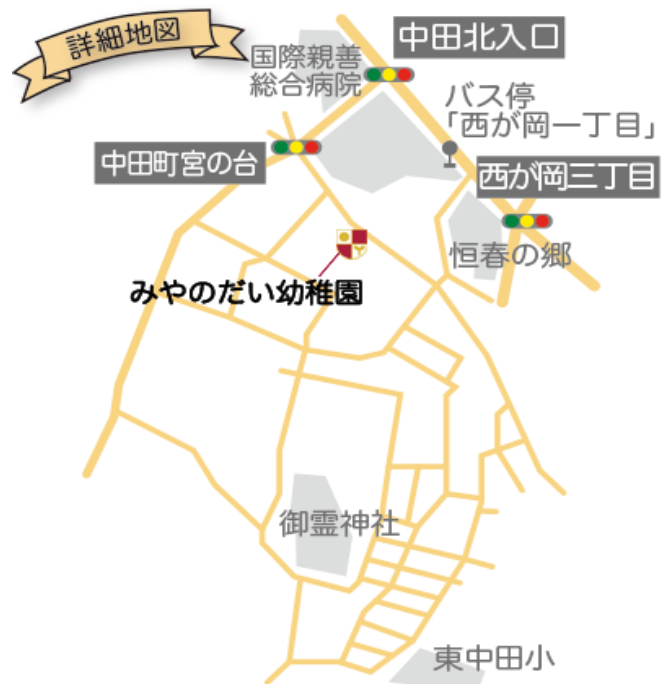 詳細地図
中田北入口
国際親善
総合病院
バス停
「西が岡一丁目」
中田町宮の台
西が岡三丁目
恒春の郷
みやのだい幼稚園
御霊神社
東中田小